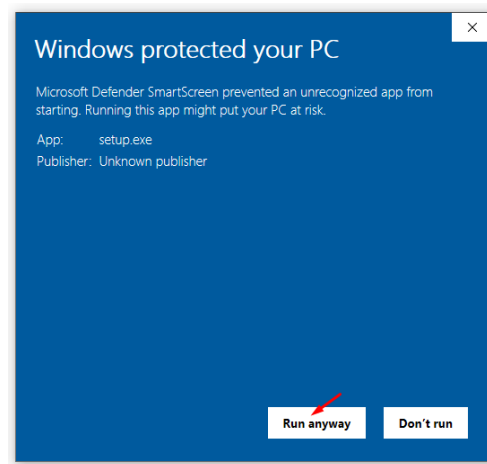 Windows protected your PC
Microsoft Defender SmartScreen prevented an unrecognized app from
starting. Running this app might put your PC at risk.
App: setup.exe
Publisher: Unknown publisher
Run anyway Don't run